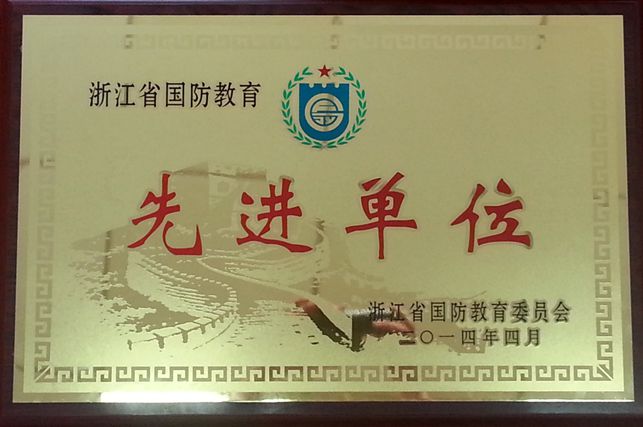 浙江省国防教育
先进单位
浙江省国防教育委员会
二〇一四年四月